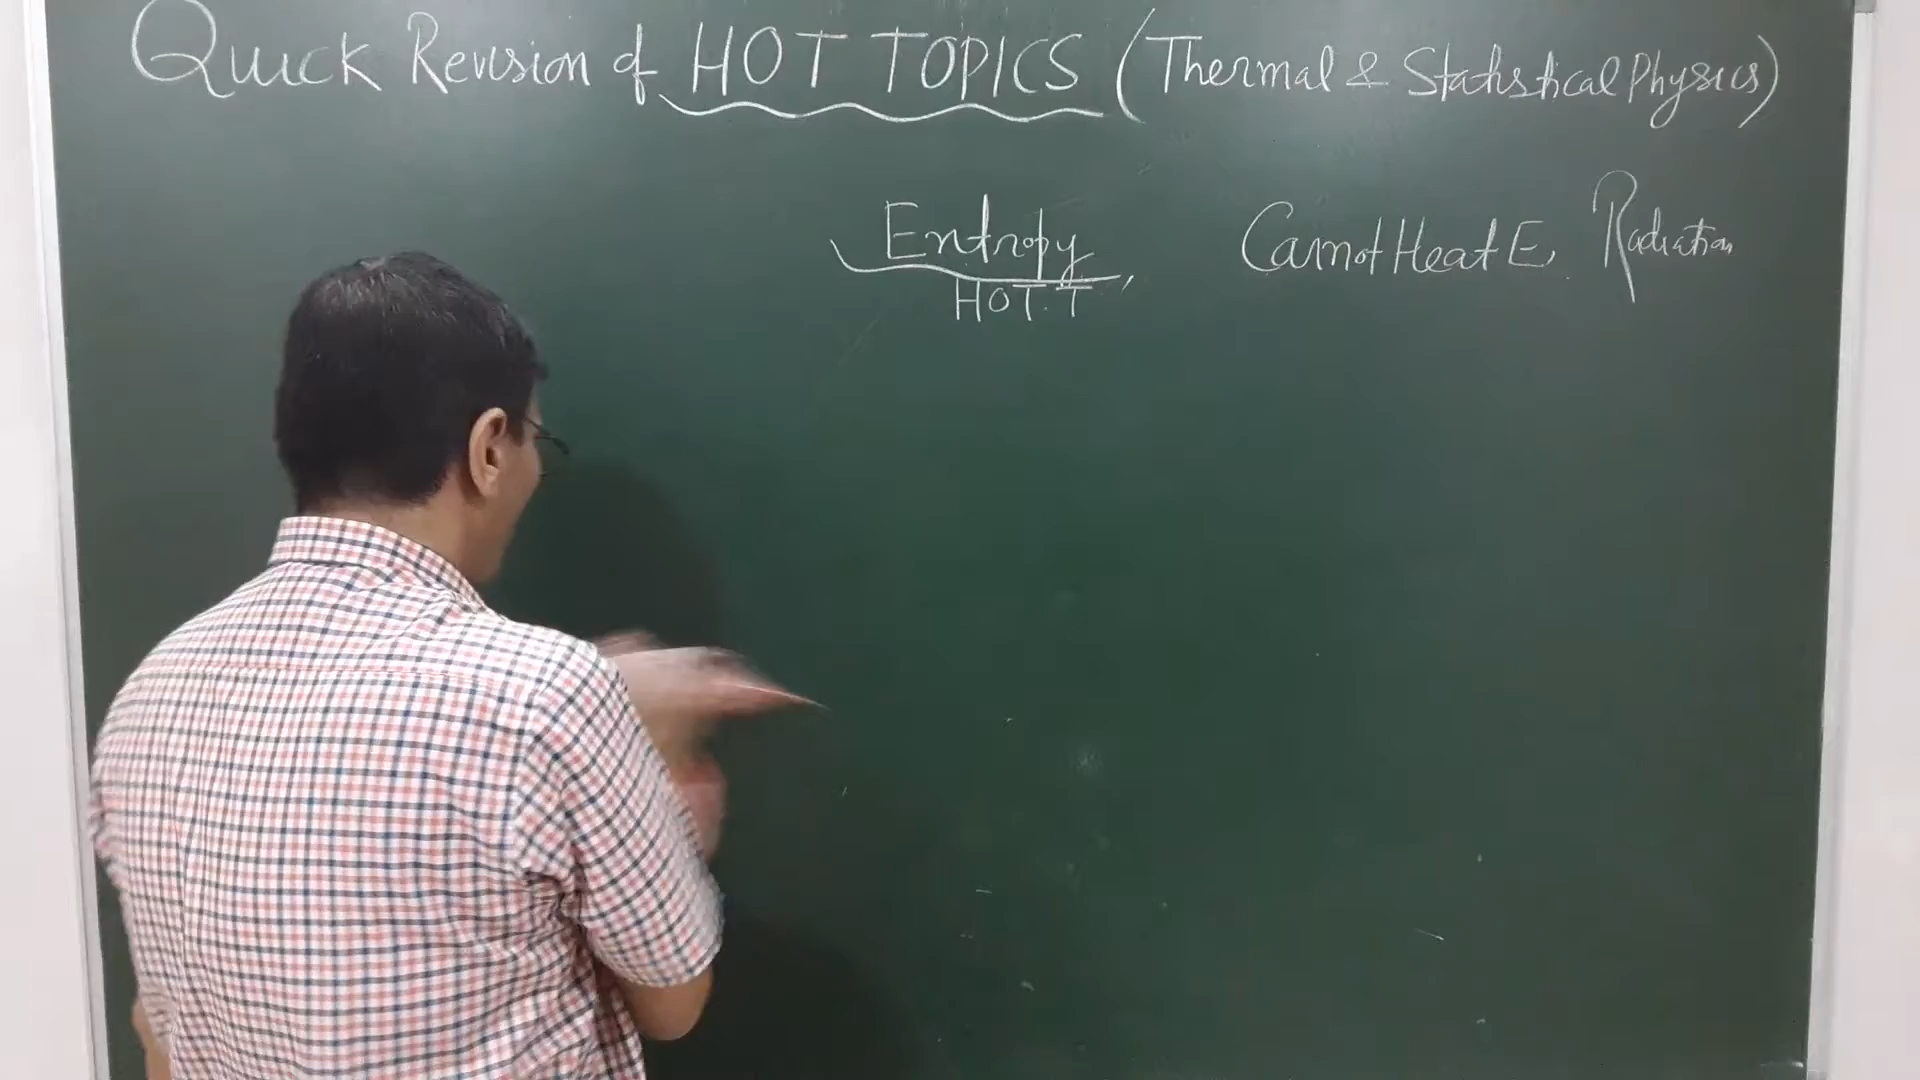 Quick Revision of HOT TOPICS (Thermal & Statistical Physics)
Entropy, Carnot Heat E, Radiation
HOT.T